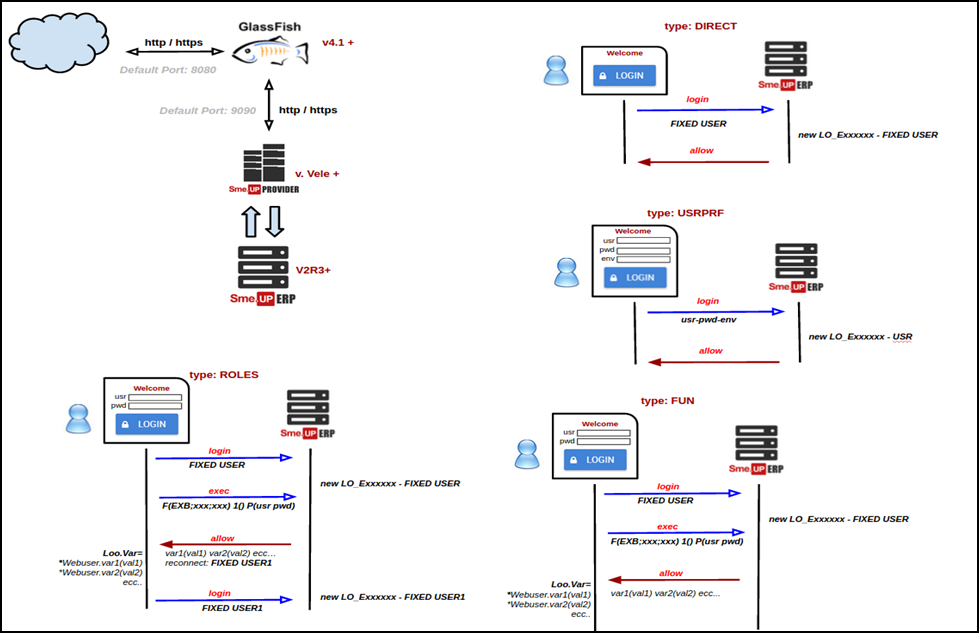 GlassFish
http / https
v4.1 +
Default Port: 8080
Default Port: 9090
http / https
v. Vele +
Sme.UP PROVIDER
V2R3+
Sme.UP ERP
type: DIRECT
Welcome
LOGIN
Sme.UP ERP
login
FIXED USER
new LO_Exxxxxx - FIXED USER
allow
type: USRPRF
Welcome
usr
pwd
env
LOGIN
Sme.UP ERP
login
usr-pwd-env
new LO_Exxxxxx - USR
allow
type: ROLES
Welcome
usr
pwd
LOGIN
Sme.UP ERP
login
FIXED USER
new LO_Exxxxxx - FIXED USER
exec
F(EXB;xxx;xxx) 1() P(usr pwd)
allow
Loo.Var=
*Webuser.var1(val1)
*Webuser.var2(val2)
ecc..
var1(val1) var2(val2) ecc...
reconnect: FIXED USER1
login
FIXED USER1
new LO_Exxxxxx - FIXED USER1
type: FUN
Welcome
usr
pwd
LOGIN
Sme.UP ERP
login
FIXED USER
new LO_Exxxxxx - FIXED USER
exec
F(EXB;xxx;xxx) 1() P(usr pwd)
allow
Loo.Var=
*Webuser.var1(val1)
*Webuser.var2(val2)
ecc..
var1(val1) var2(val2) ecc...